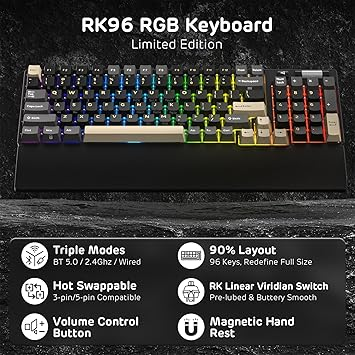 RK96 RGB Keyboard
Limited Edition
Triple Modes
BT 5.0 / 2.4Ghz / Wired
90% Layout
96 Keys, Redefine Full Size
Hot Swappable
3-pin/5-pin Compatible
RK Linear Viridian Switch
Pre-lubed & Buttery Smooth
Volume Control
Button
Magnetic Hand
Rest